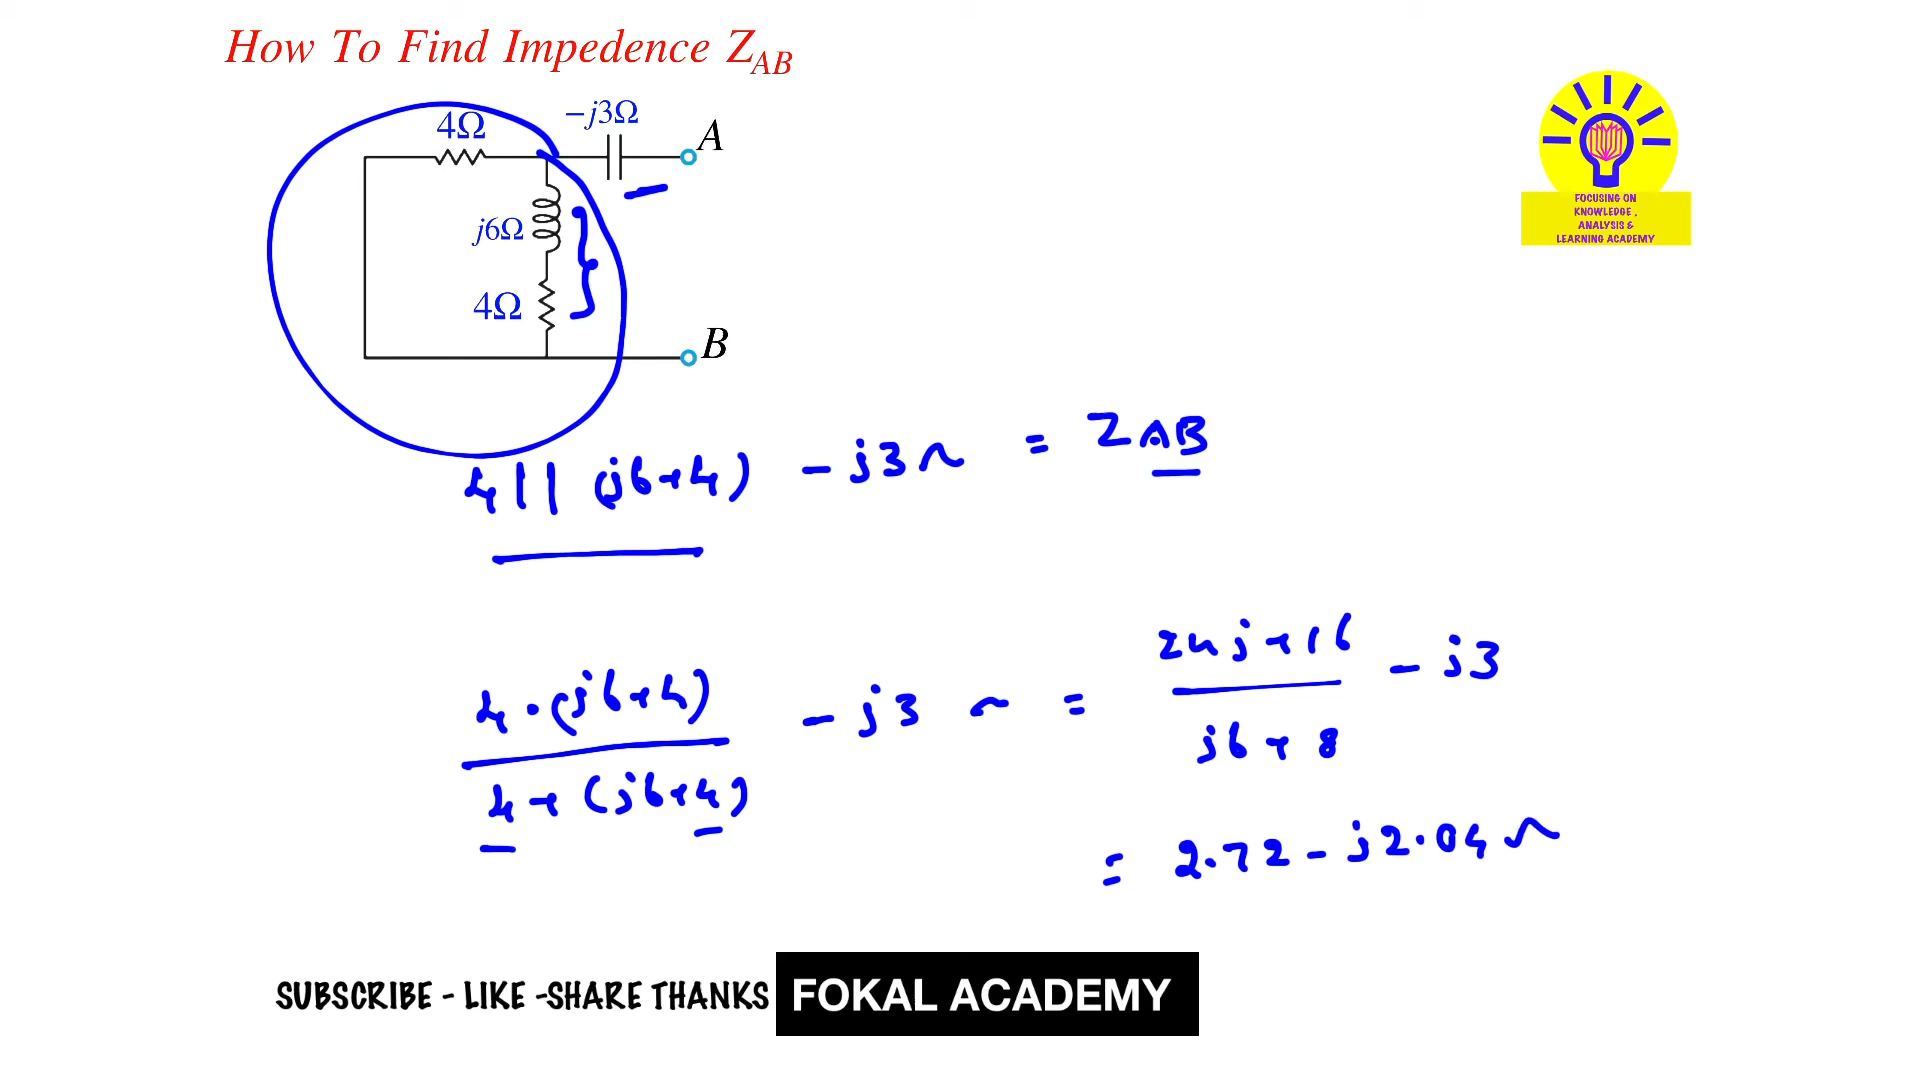 How To Find Impedence Z_AB
4Ω
−j3Ω
A
j6Ω
4Ω
B
FOCUSING ON
KNOWLEDGE ,
ANALYSIS &
LEARNING ACADEMY
4 || (j6+4) - j3Ω = Z_AB
4·(j6+4) / 4+(j6+4) - j3 Ω = 24j+16 / j6+8 - j3
= 2.72 - j2.04 Ω
SUBSCRIBE - LIKE -SHARE THANKS FOKAL ACADEMY